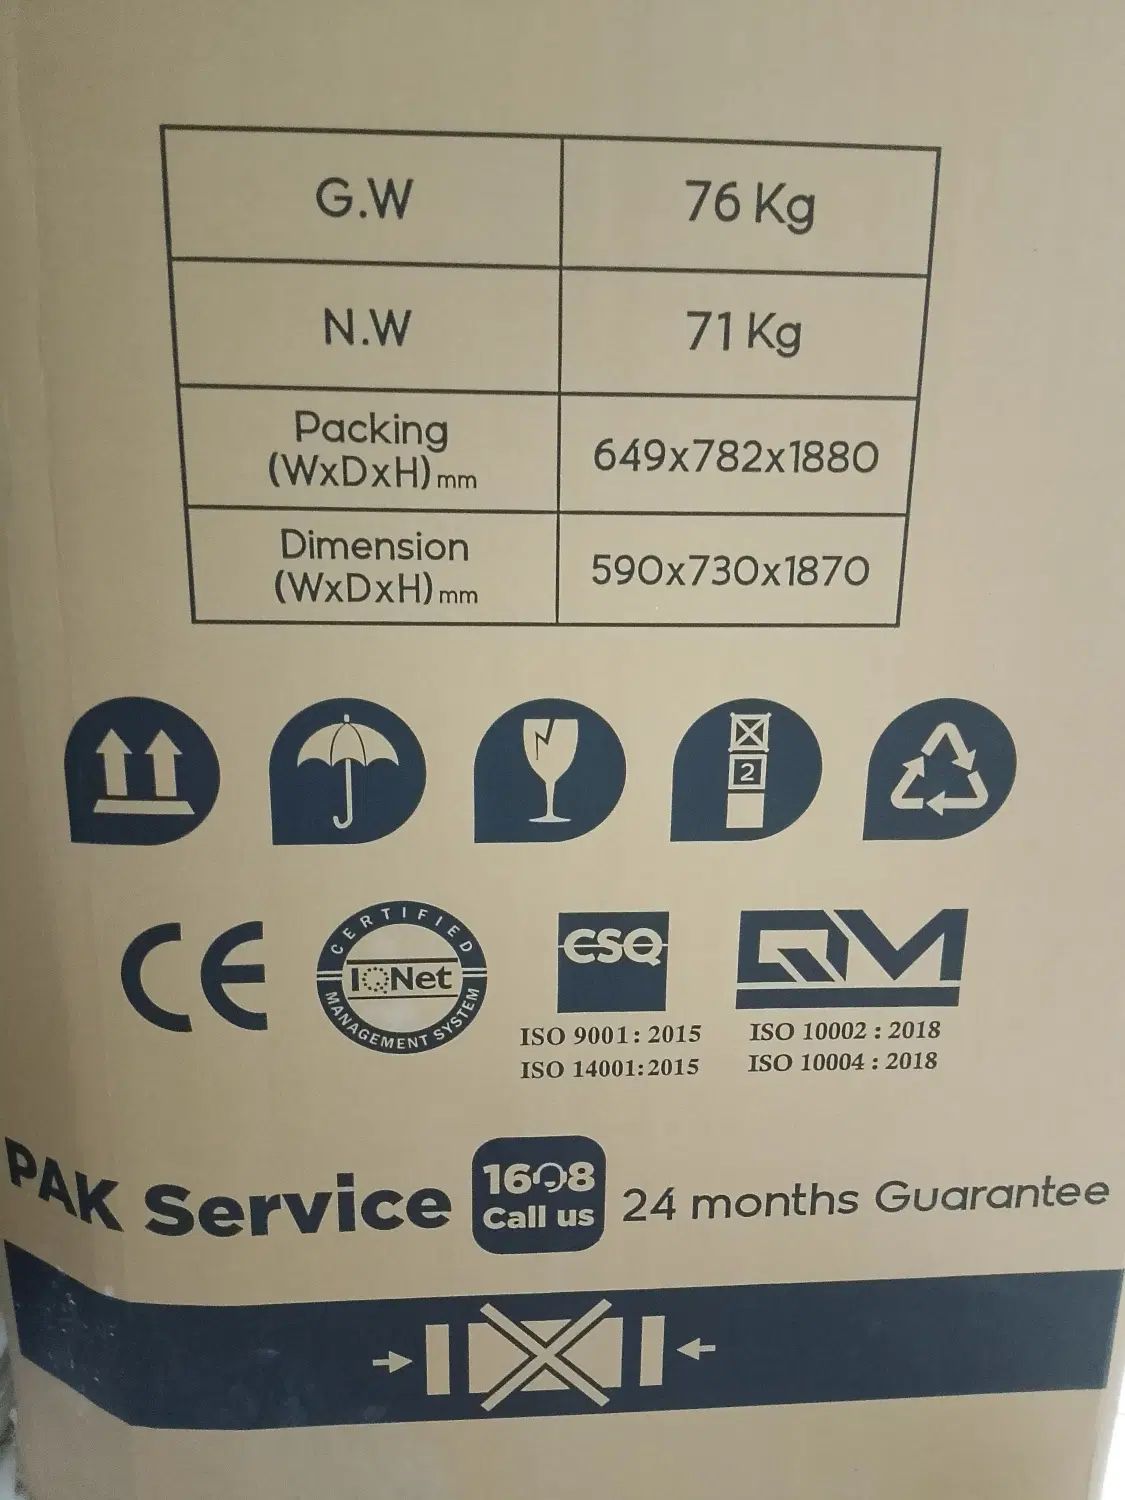 G.W 76 Kg
N.W 71 Kg
Packing
(WxDxH)mm 649x782x1880
Dimension
(WxDxH)mm 590x730x1870
2
CE
CERTIFIED
IQNet
MANAGEMENT SYSTEM
CSQ
ISO 9001: 2015
ISO 14001:2015
QM
ISO 10002 : 2018
ISO 10004 : 2018
PAK Service
1608
Call us
24 months Guarantee